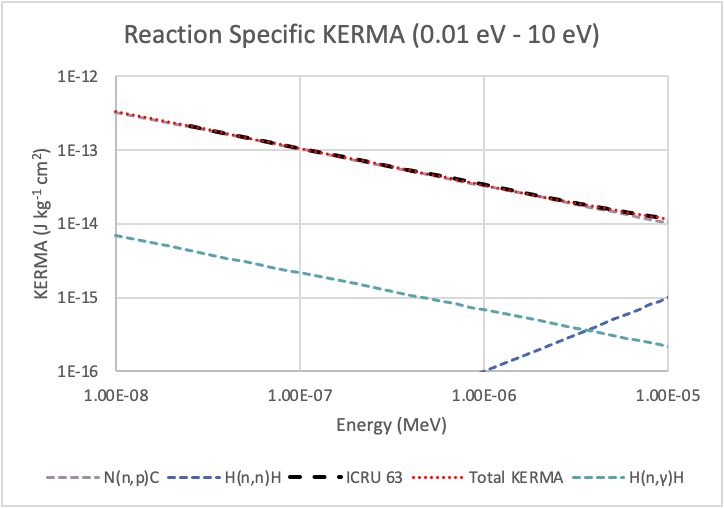 Reaction Specific KERMA (0.01 eV - 10 eV)
KERMA (J kg⁻¹ cm²)
1E-12
1E-13
1E-14
1E-15
1E-16
1.00E-08 1.00E-07 1.00E-06 1.00E-05
Energy (MeV)
N(n,p)C H(n,n)H ICRU 63 Total KERMA H(n,γ)H